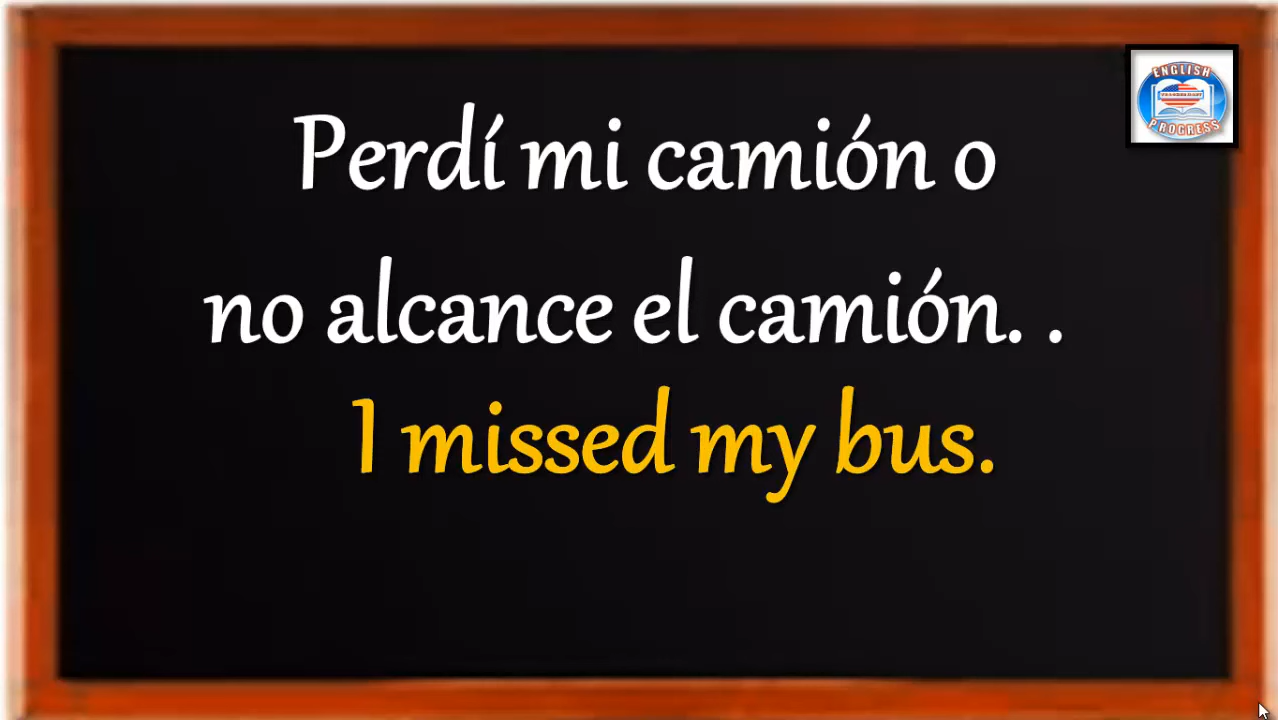 ENGLISH
PROGRESS
Perdí mi camión o
no alcance el camión. .
I missed my bus.